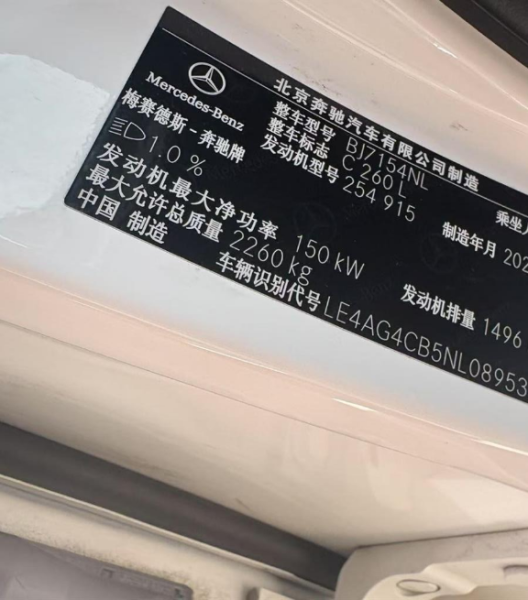 Mercedes-Benz
北京奔驰汽车有限公司制造
梅赛德斯-奔驰牌
整车型号 BJ7154NL
乘坐人
整车标志 C 260 L
1.0 %
发动机型号 254 915
制造年月 202
发动机最大净功率 150 kW
发动机排量 1496
最大允许总质量 2260 kg
中国 制造
车辆识别代号 LE4AG4CB5NL08953